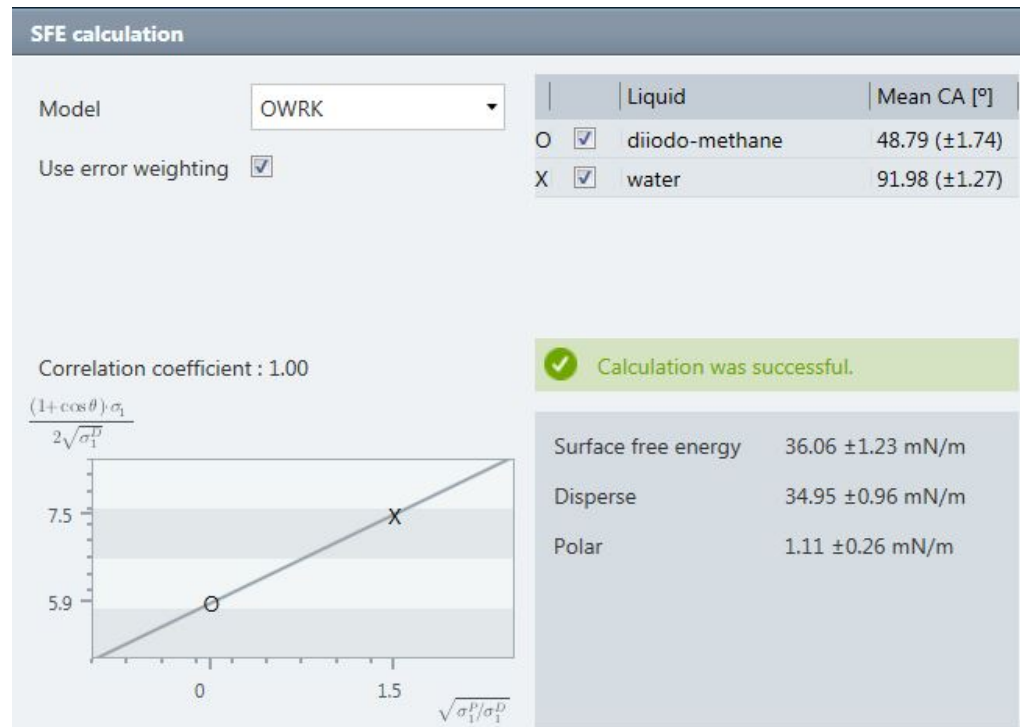 SFE calculation
Model OWRK
Use error weighting
Liquid Mean CA [°]
O diiodo-methane 48.79 (±1.74)
X water 91.98 (±1.27)
Correlation coefficient : 1.00
Calculation was successful.
(1+cos θ)·σ₁
2√σ₁ᴰ
7.5
5.9
X
O
0
1.5
√σ₁ᴾ/σ₁ᴰ
Surface free energy 36.06 ±1.23 mN/m
Disperse 34.95 ±0.96 mN/m
Polar 1.11 ±0.26 mN/m